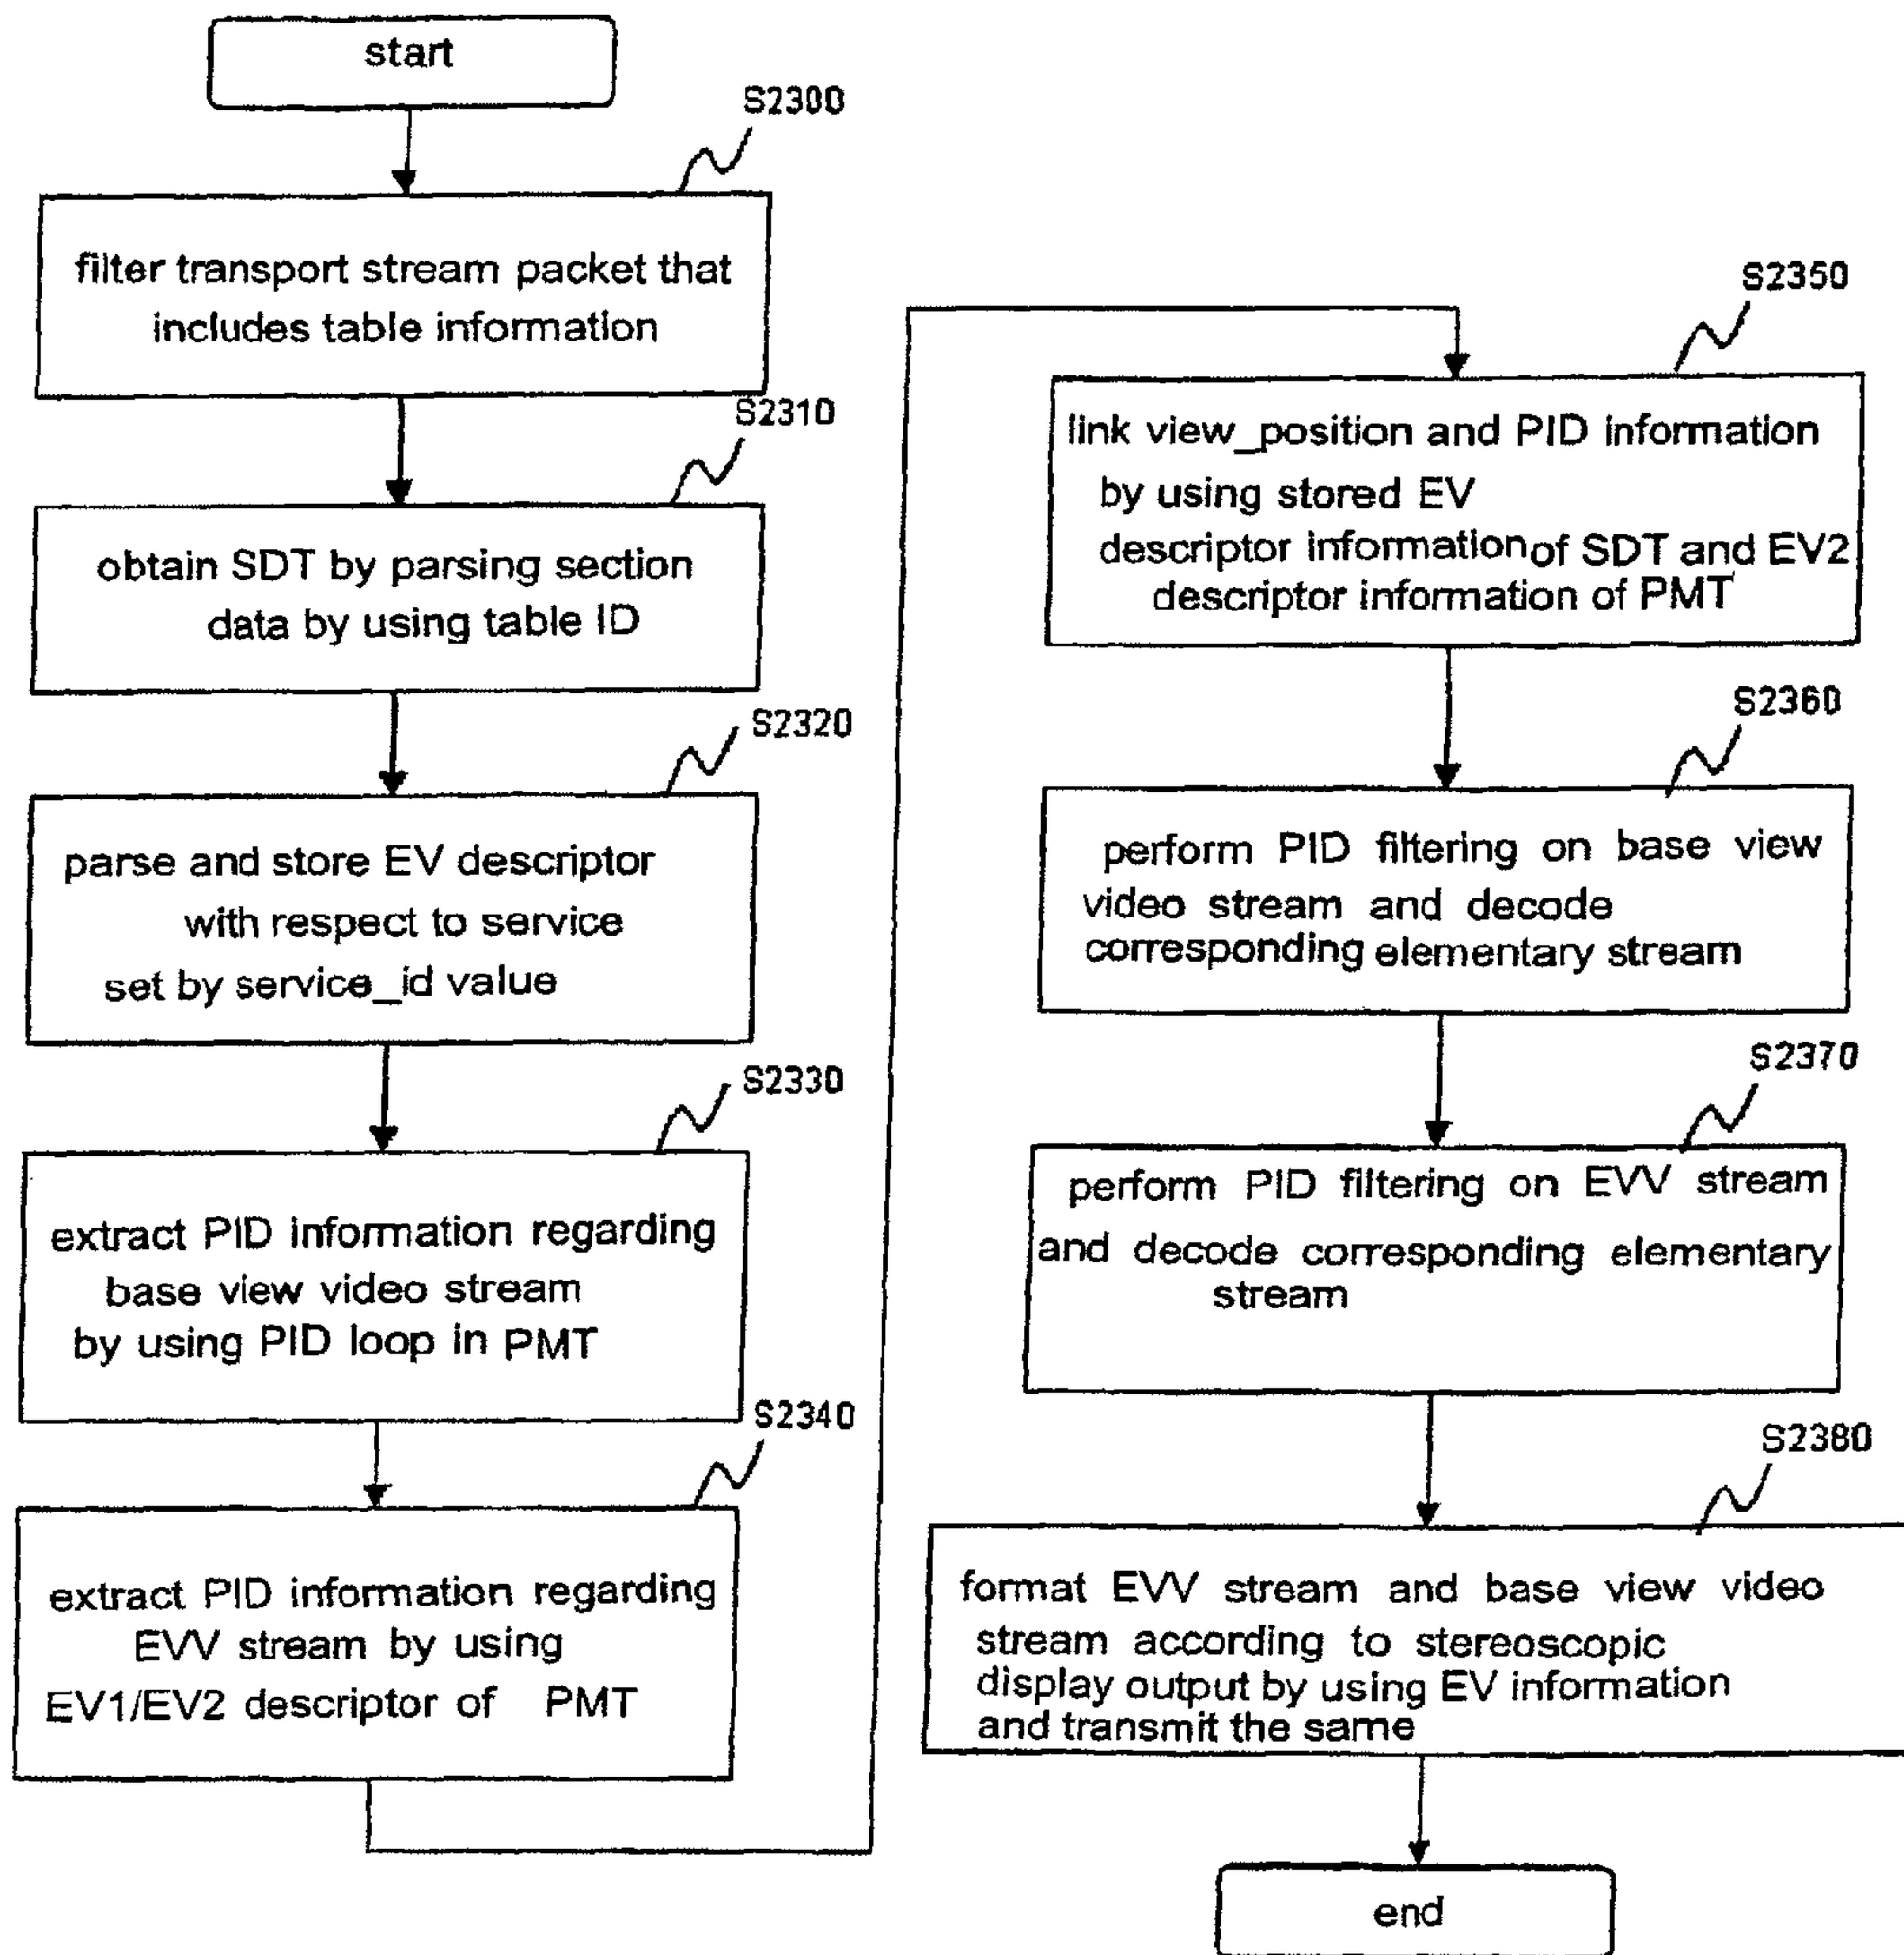 start
S2300
filter transport stream packet that
includes table information
S2310
obtain SDT by parsing section
data by using table ID
S2320
parse and store EV descriptor
with respect to service
set by service_id value
S2330
extract PID information regarding
base view video stream
by using PID loop in PMT
S2340
extract PID information regarding
EVV stream by using
EV1/EV2 descriptor of PMT
S2350
link view_position and PID information
by using stored EV
descriptor information of SDT and EV2
descriptor information of PMT
S2360
perform PID filtering on base view
video stream and decode
corresponding elementary stream
S2370
perform PID filtering on EVV stream
and decode corresponding elementary
stream
S2380
format EVV stream and base view video
stream according to stereoscopic
display output by using EV information
and transmit the same
end